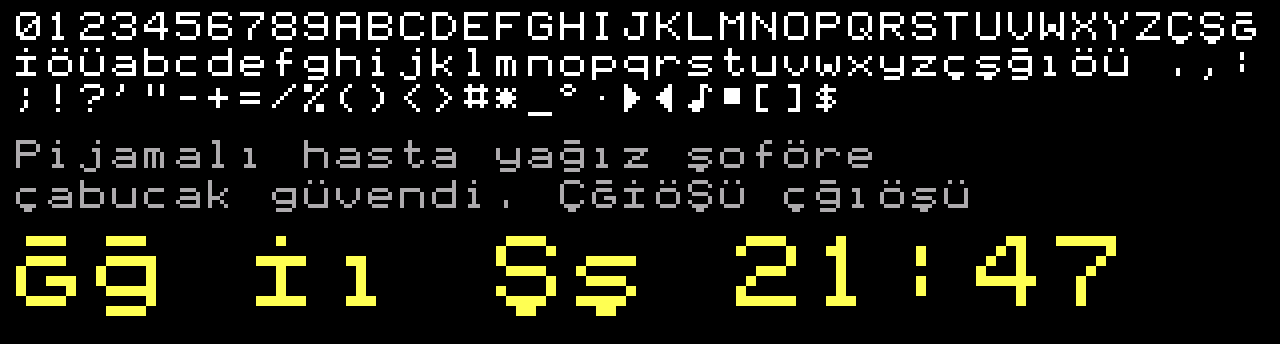 0123456789ABCDEFGHIJKLMNOPQRSTUVWXYZÇŞĞ
İÖÜabcdefghijklmnopqrstuvwxyzçşğıöü .,:
;!?'"-+=/%()<>#*_°·▶◀♪■[]$
Pijamalı hasta yağız şoföre
çabucak güvendi. ÇĞİÖŞÜ çğıöşü
Ğğ İı Şş 21:47